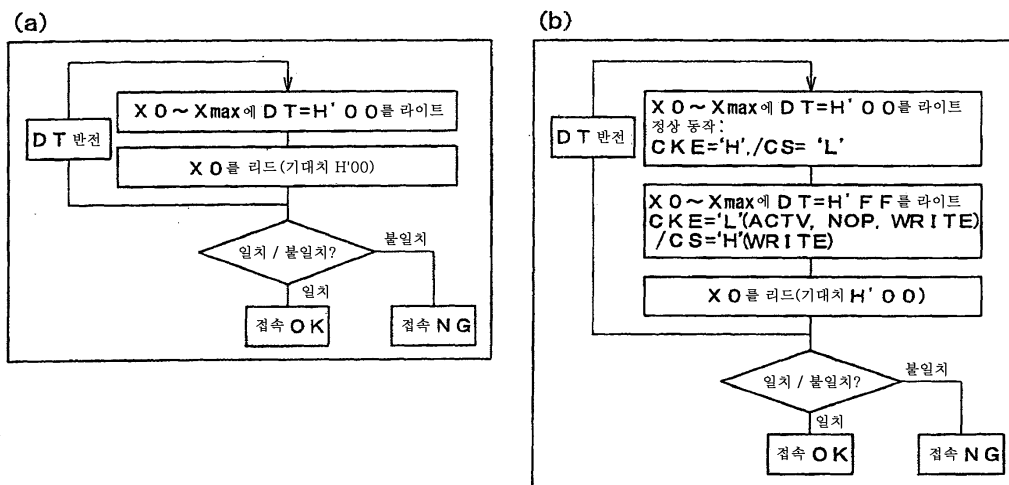 (a)
X0~Xmax에 DT=H'00를 라이트
DT 반전
X0를 리드(기대치 H'00)
일치 / 불일치?
불일치
일치
접속 OK
접속 NG
(b)
X0~Xmax에 DT=H'00를 라이트
정상 동작:
CKE='H',/CS= 'L'
DT 반전
X0~Xmax에 DT=H'FF를 라이트
CKE='L'(ACTV, NOP, WRITE)
/CS='H'(WRITE)
X0를 리드(기대치 H'00)
일치 / 불일치?
불일치
일치
접속 OK
접속 NG